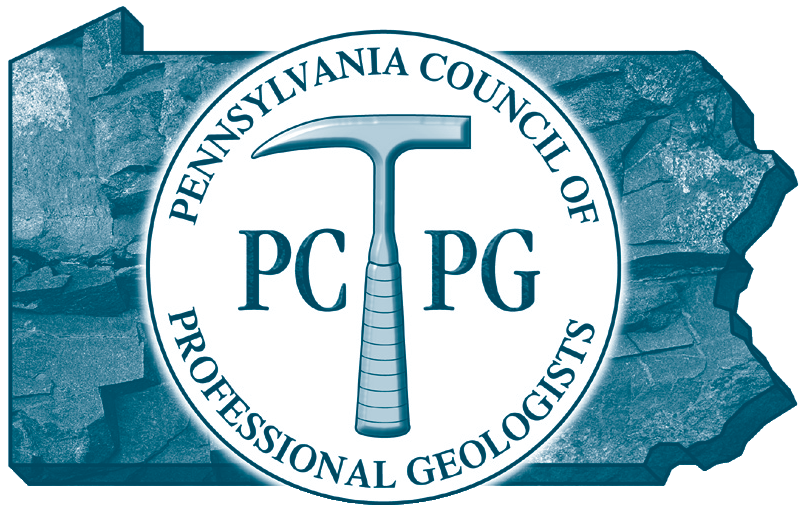 PENNSYLVANIA COUNCIL OF
PC PG
PROFESSIONAL GEOLOGISTS